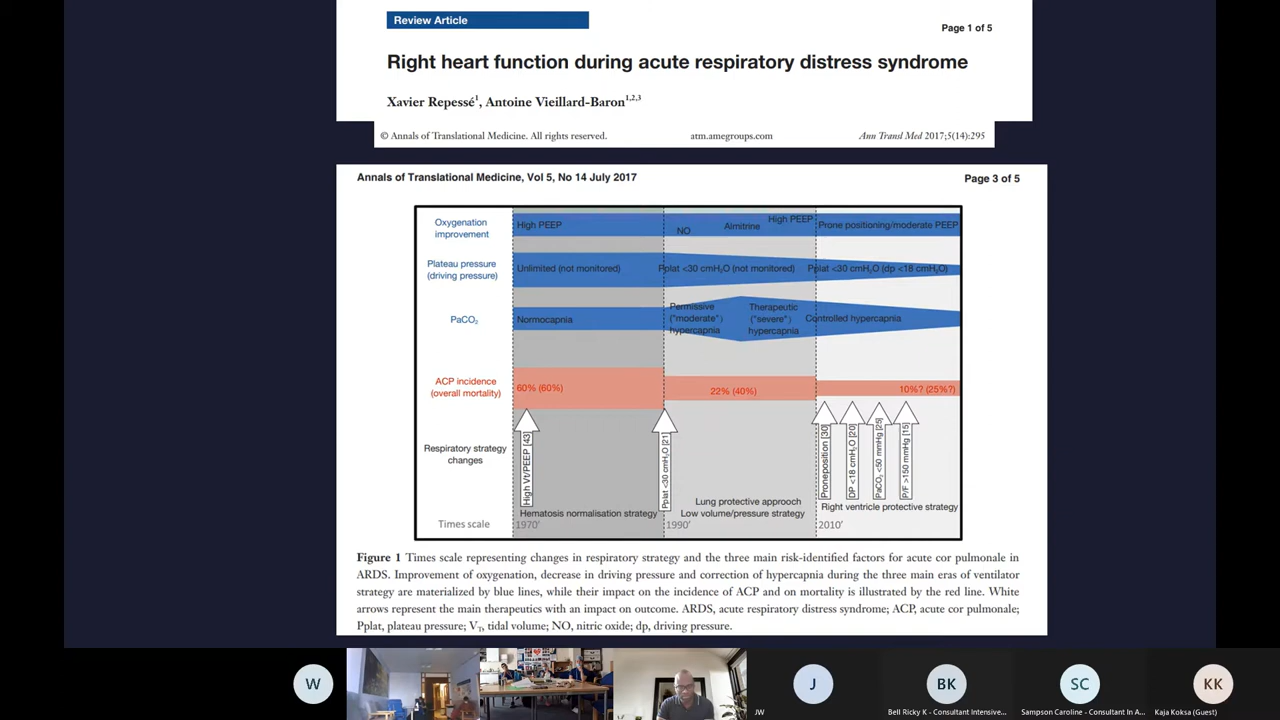 Review Article
Page 1 of 5
Right heart function during acute respiratory distress syndrome
Xavier Repessé1, Antoine Vieillard-Baron1,2,3
© Annals of Translational Medicine. All rights reserved. atm.amegroups.com Ann Transl Med 2017;5(14):295
Annals of Translational Medicine, Vol 5, No 14 July 2017
Page 3 of 5
Oxygenation
improvement
High PEEP
NO
Almitrine
High PEEP
Prone positioning/moderate PEEP
Plateau pressure
(driving pressure)
Unlimited (not monitored)
Pplat <30 cmH2O (not monitored)
Pplat <30 cmH2O (dp <18 cmH2O)
PaCO2
Normocapnia
Permissive
("moderate")
hypercapnia
Therapeutic
("severe")
hypercapnia
Controlled hypercapnia
ACP incidence
(overall mortality)
60% (60%)
22% (40%)
10%? (25%?)
Respiratory strategy
changes
High Vt/PEEP [43]
Pplat <30 cmH2O [21]
Proneposition [30]
DP <18 cmH2O [20]
PaCO2 <50 mmHg [25]
P/F >150 mmHg [15]
Hematosis normalisation strategy
Lung protective approoch
Low volume/pressure strategy
Right ventricle protective strategy
Times scale
1970'
1990'
2010'
Figure 1 Times scale representing changes in respiratory strategy and the three main risk-identified factors for acute cor pulmonale in
ARDS. Improvement of oxygenation, decrease in driving pressure and correction of hypercapnia during the three main eras of ventilator
strategy are materialized by blue lines, while their impact on the incidence of ACP and on mortality is illustrated by the red line. White
arrows represent the main therapeutics with an impact on outcome. ARDS, acute respiratory distress syndrome; ACP, acute cor pulmonale;
Pplat, plateau pressure; VT, tidal volume; NO, nitric oxide; dp, driving pressure.
W
J
BK
SC
KK
JW
Bell Ricky K - Consultant Intensive...
Sampson Caroline - Consultant In A...
Kaja Koksa (Guest)